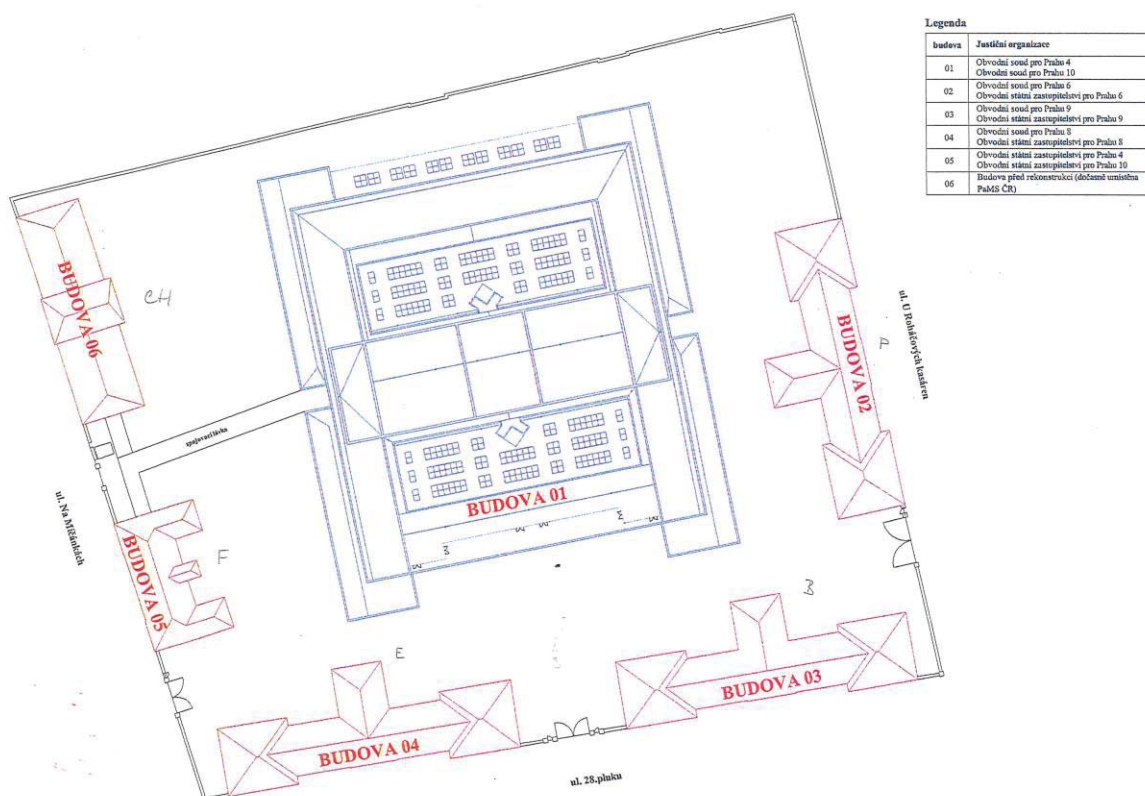 Legenda
budova Justiční organizace
01 Obvodní soud pro Prahu 4
Obvodní soud pro Prahu 10
02 Obvodní soud pro Prahu 6
Obvodní státní zastupitelství pro Prahu 6
03 Obvodní soud pro Prahu 9
Obvodní státní zastupitelství pro Prahu 9
04 Obvodní soud pro Prahu 8
Obvodní státní zastupitelství pro Prahu 8
05 Obvodní státní zastupitelství pro Prahu 4
Obvodní státní zastupitelství pro Prahu 10
06 Budova před rekonstrukcí (dočasně umístěna
PaMS ČR)
BUDOVA 06
CH
ul. U Roháčových kasáren
A
BUDOVA 02
spojovací lávka
BUDOVA 01
ul. Na Míčánkách
BUDOVA 05
F
B
E
BUDOVA 03
BUDOVA 04
ul. 28.pluku